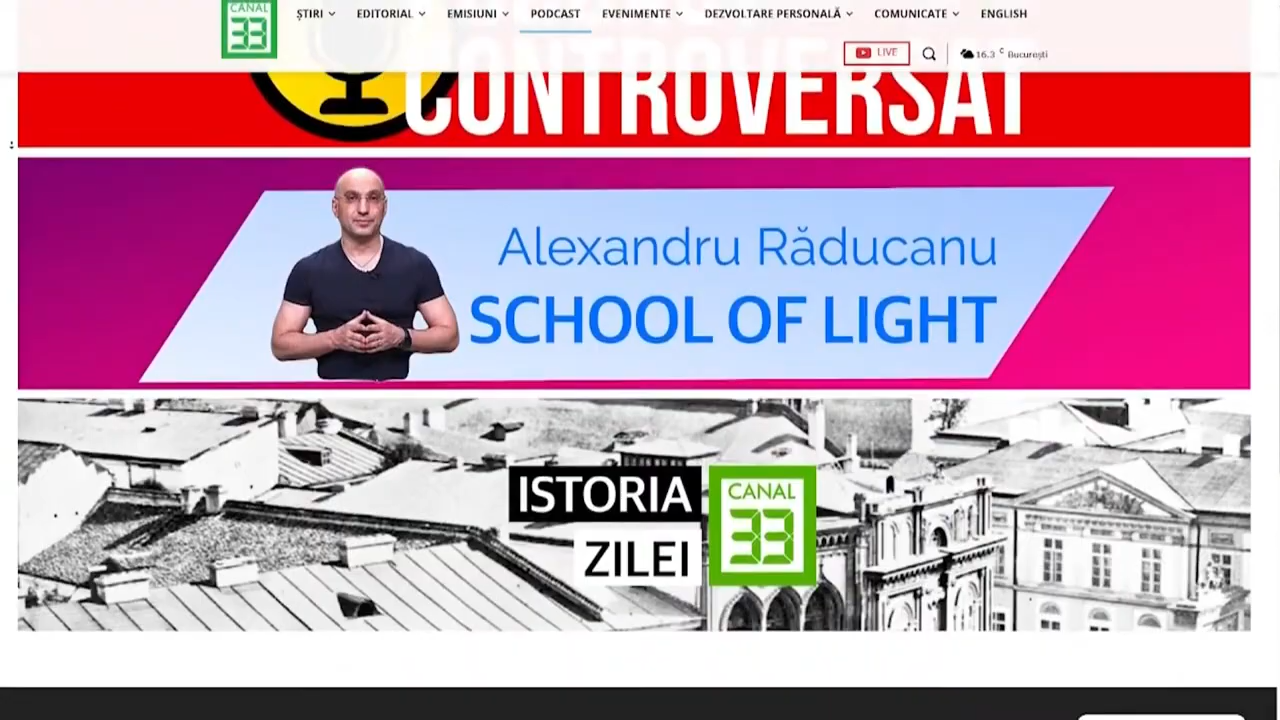 CANAL
33
ȘTIRI
EDITORIAL
EMISIUNI
PODCAST
EVENIMENTE
DEZVOLTARE PERSONALĂ
COMUNICATE
ENGLISH
LIVE
16.3 C București
CONTROVERSAT
Alexandru Răducanu
SCHOOL OF LIGHT
ISTORIA
ZILEI
CANAL
33